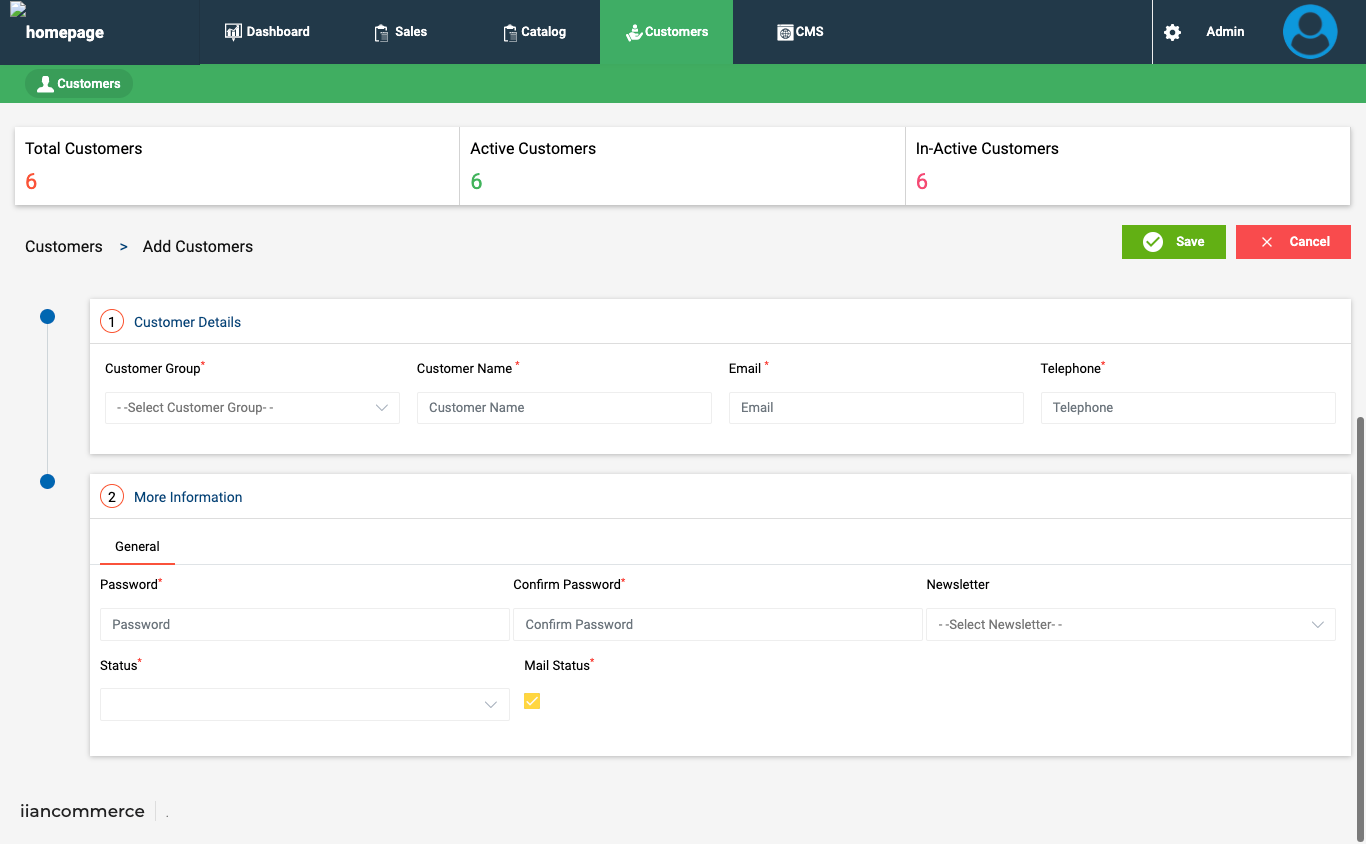 homepage
Dashboard
Sales
Catalog
Customers
CMS
Admin
Customers
Total Customers
6
Active Customers
6
In-Active Customers
6
Customers > Add Customers
Save
Cancel
1 Customer Details
Customer Group* Customer Name * Email * Telephone*
- -Select Customer Group- - Customer Name Email Telephone
2 More Information
General
Password* Confirm Password* Newsletter
Password Confirm Password - -Select Newsletter- -
Status* Mail Status*
iiancommerce .